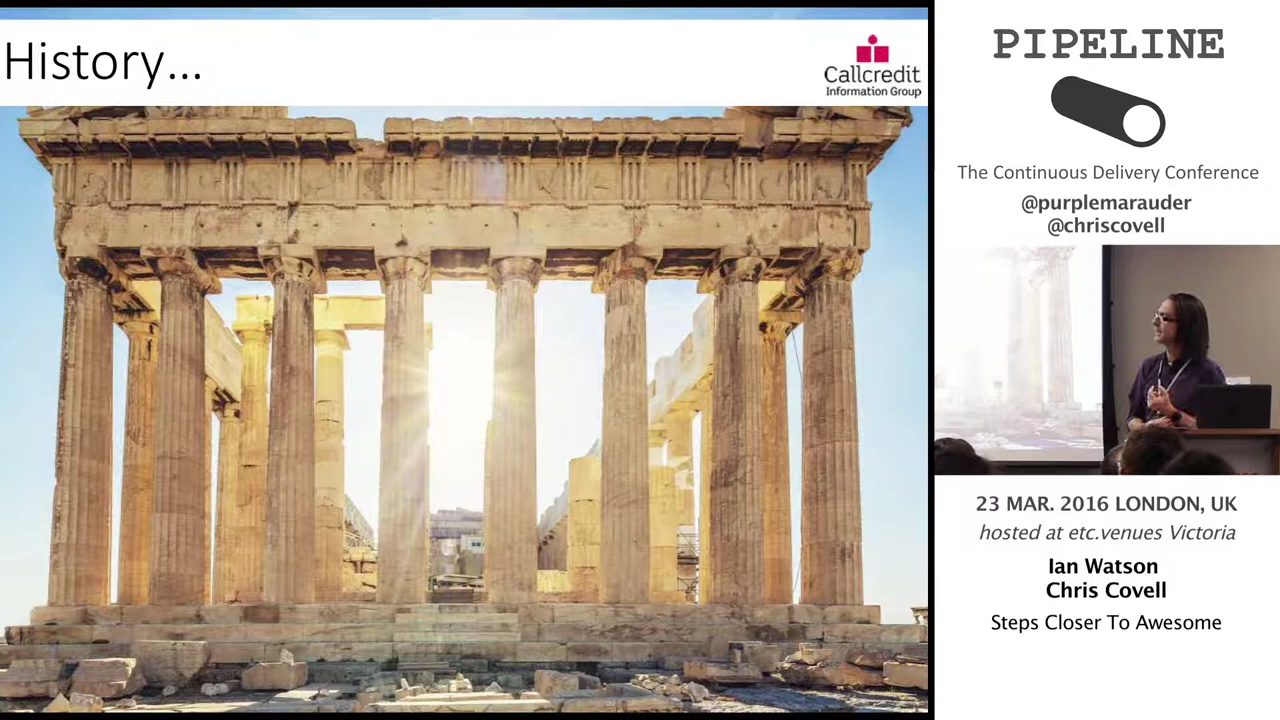 History...
Callcredit
Information Group
PIPELINE
The Continuous Delivery Conference
@purplemarauder
@chriscovell
23 MAR. 2016 LONDON, UK
hosted at etc.venues Victoria
Ian Watson
Chris Covell
Steps Closer To Awesome